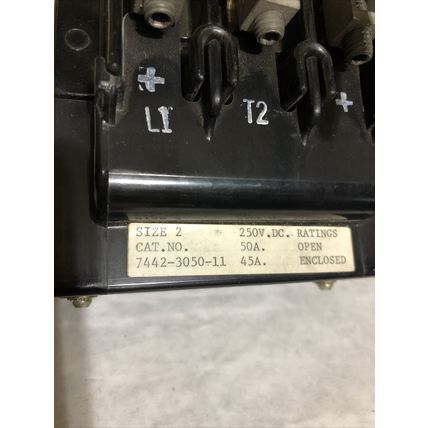 + +
L1 T2
SIZE 2 250V.DC. RATINGS
CAT.NO. 50A. OPEN
7442-3050-11 45A. ENCLOSED